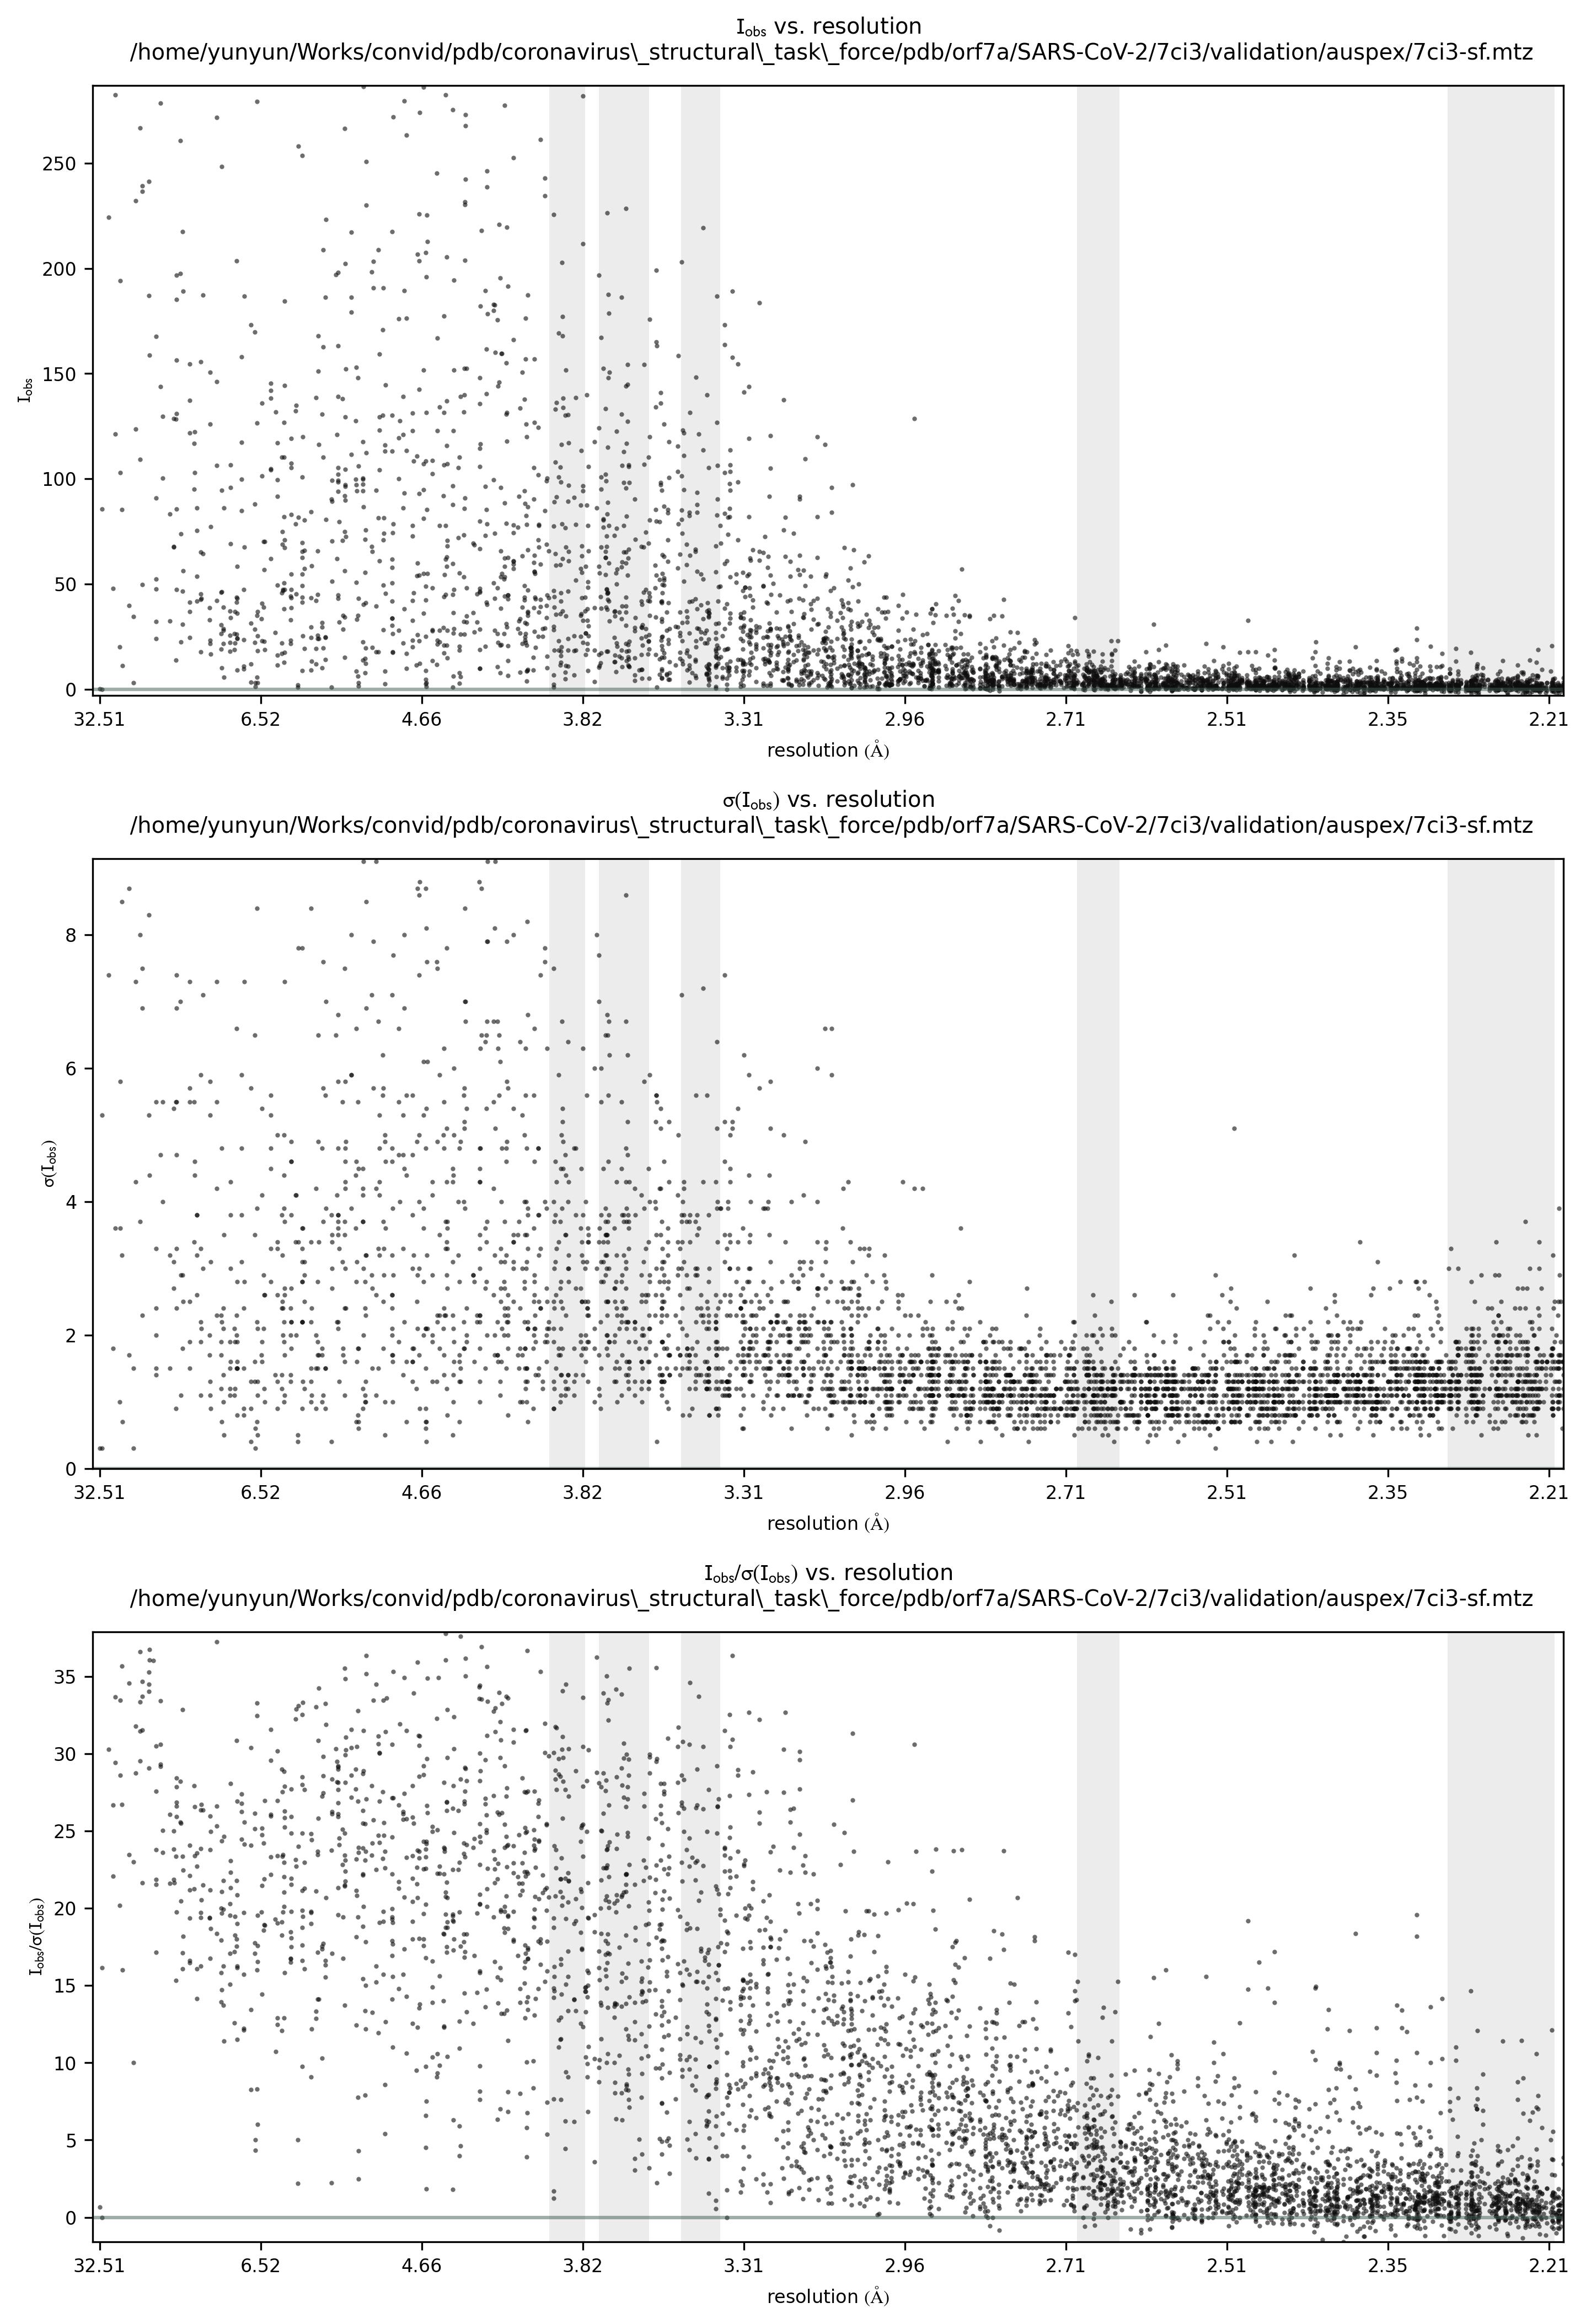 Iobs vs. resolution
/home/yunyun/Works/convid/pdb/coronavirus\_structural\_task\_force/pdb/orf7a/SARS-CoV-2/7ci3/validation/auspex/7ci3-sf.mtz
250
200
150
100
50
0
Iobs
32.51 6.52 4.66 3.82 3.31 2.96 2.71 2.51 2.35 2.21
resolution (Å)
σ(Iobs) vs. resolution
/home/yunyun/Works/convid/pdb/coronavirus\_structural\_task\_force/pdb/orf7a/SARS-CoV-2/7ci3/validation/auspex/7ci3-sf.mtz
8
6
4
2
0
σ(Iobs)
32.51 6.52 4.66 3.82 3.31 2.96 2.71 2.51 2.35 2.21
resolution (Å)
Iobs/σ(Iobs) vs. resolution
/home/yunyun/Works/convid/pdb/coronavirus\_structural\_task\_force/pdb/orf7a/SARS-CoV-2/7ci3/validation/auspex/7ci3-sf.mtz
35
30
25
20
15
10
5
0
Iobs/σ(Iobs)
32.51 6.52 4.66 3.82 3.31 2.96 2.71 2.51 2.35 2.21
resolution (Å)